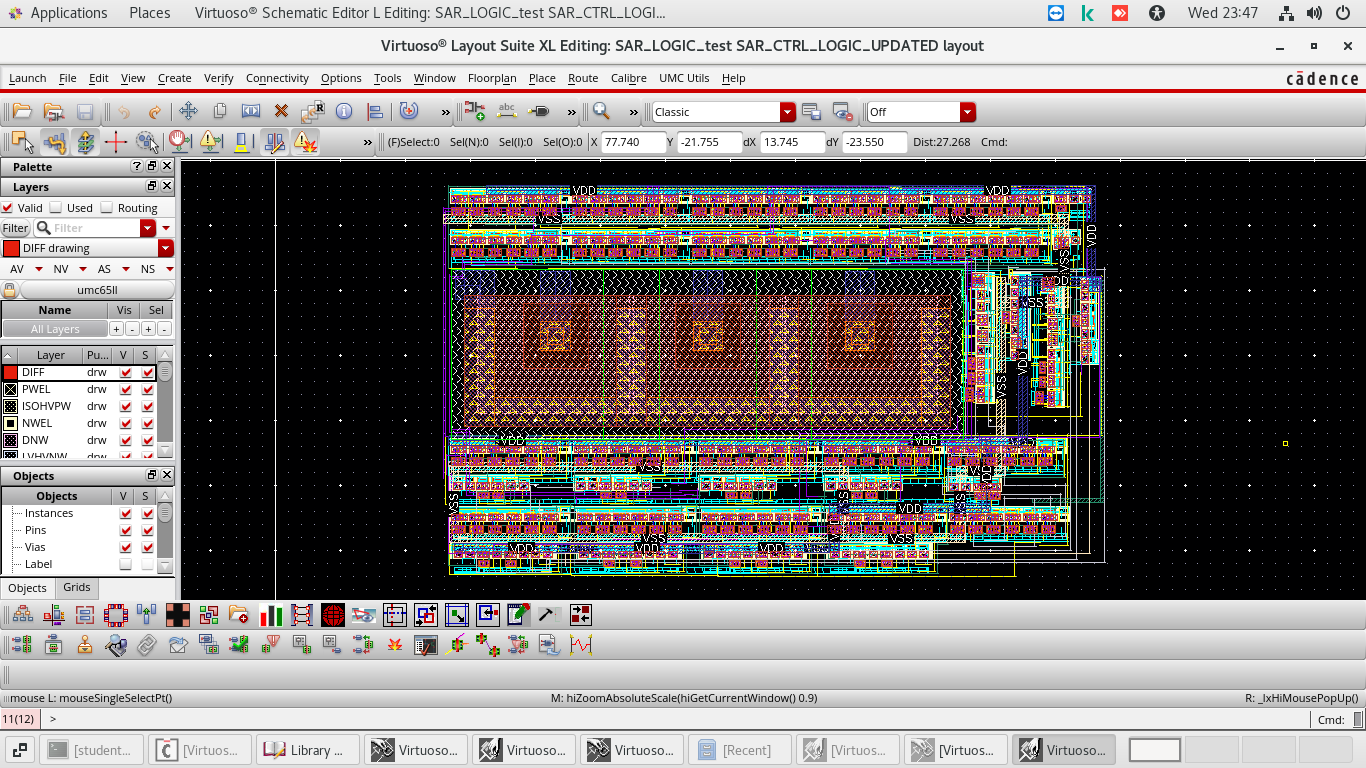 Applications Places Virtuoso® Schematic Editor L Editing: SAR_LOGIC_test SAR_CTRL_LOGI... Wed 23:47
Virtuoso® Layout Suite XL Editing: SAR_LOGIC_test SAR_CTRL_LOGIC_UPDATED layout
Launch File Edit View Create Verify Connectivity Options Tools Window Floorplan Place Route Calibre UMC Utils Help cādence
» » » Classic Off
» (F)Select:0 Sel(N):0 Sel(I):0 Sel(O):0 X 77.740 Y -21.755 dX 13.745 dY -23.550 Dist:27.268 Cmd:
Palette
Layers
Valid Used Routing
Filter Filter
DIFF drawing
AV NV AS NS
umc65ll
Name Vis Sel
All Layers + - + -
Layer Pu... V S
DIFF drw
PWEL drw
ISOHVPW drw
NWEL drw
DNW drw
LVHVNW drw
Objects
Objects V S
Instances
Pins
Vias
Label
Objects Grids
VDD VDD
VSS VSS
VDD
VSS
VSS
VDD
VSS
VDD VDD
VSS
VSS VSS VSS
VDD
VDD
VSS VSS
VDD VDD VDD
mouse L: mouseSingleSelectPt() M: hiZoomAbsoluteScale(hiGetCurrentWindow() 0.9) R: _lxHiMousePopUp()
11(12) > Cmd:
[student... [Virtuos... Library ... Virtuoso... Virtuoso... Virtuoso... [Recent] [Virtuos... [Virtuos... Virtuoso...